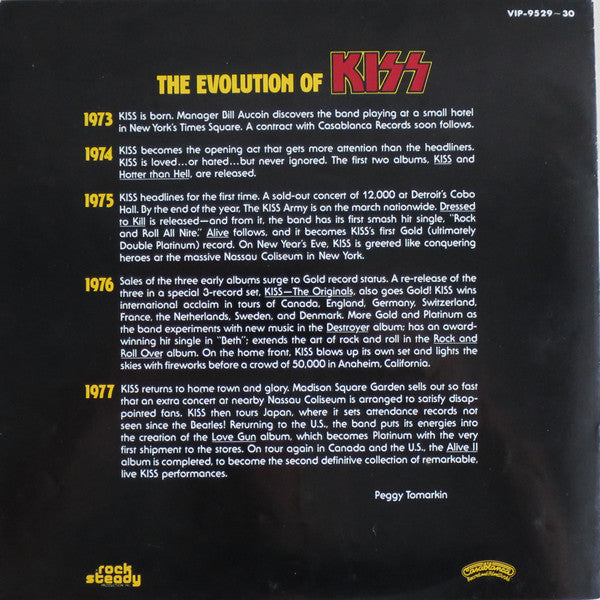 VIP-9529~30
THE EVOLUTION OF KISS
1973 KISS is born. Manager Bill Aucoin discovers the band playing at a small hotel
in New York's Times Square. A contract with Casablanca Records soon follows.
1974 KISS becomes the opening act that gets more attention than the headliners.
KISS is loved...or hated...but never ignored. The first two albums, KISS and
Hotter than Hell, are released.
1975 KISS headlines for the first time. A sold-out concert of 12,000 at Detroit's Cobo
Hall. By the end of the year, The KISS Army is on the march nationwide. Dressed
to Kill is released—and from it, the band has its first smash hit single, "Rock
and Roll All Nite." Alive follows, and it becomes KISS's first Gold (ultimately
Double Platinum) record. On New Year's Eve, KISS is greeted like conquering
heroes at the massive Nassau Coliseum in New York.
1976 Sales of the three early albums surge to Gold record status. A re-release of the
three in a special 3-record set, KISS—The Originals, also goes Gold! KISS wins
international acclaim in tours of Canada, England, Germany, Switzerland,
France, the Netherlands, Sweden, and Denmark. More Gold and Platinum as
the band experiments with new music in the Destroyer album; has an award-
winning hit single in "Beth"; extends the art of rock and roll in the Rock and
Roll Over album. On the home front, KISS blows up its own set and lights the
skies with fireworks before a crowd of 50,000 in Anaheim, California.
1977 KISS returns to home town and glory. Madison Square Garden sells out so fast
that an extra concert at nearby Nassau Coliseum is arranged to satisfy disap-
pointed fans. KISS then tours Japan, where it sets attendance records not
seen since the Beatles! Returning to the U.S., the band puts its energies into
the creation of the Love Gun album, which becomes Platinum with the very
first shipment to the stores. On tour again in Canada and the U.S., the Alive II
album is completed, to become the second definitive collection of remarkable,
live KISS performances.
Peggy Tomarkin
rock
steady
Casablanca
Record and FilmWorks